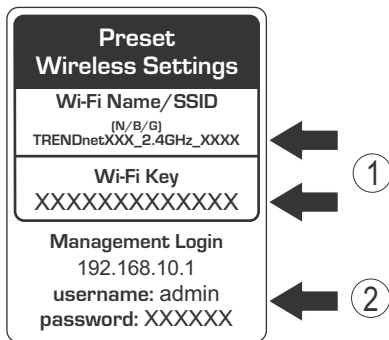 Preset
Wireless Settings
Wi-Fi Name/SSID
(N/B/G)
TRENDnetXXX_2.4GHz_XXXX
1
Wi-Fi Key
XXXXXXXXXXXXX
Management Login
192.168.10.1
username: admin
2
password: XXXXXX